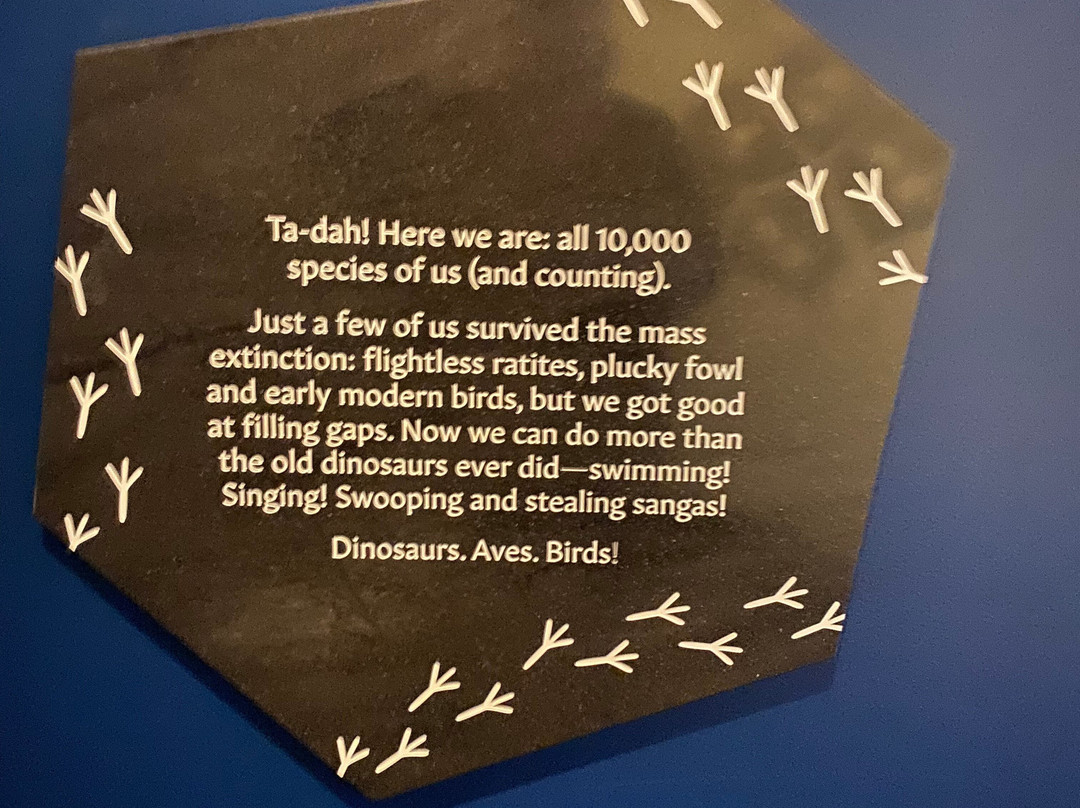 Ta-dah! Here we are: all 10,000
species of us (and counting).
Just a few of us survived the mass
extinction: flightless ratites, plucky fowl
and early modern birds, but we got good
at filling gaps. Now we can do more than
the old dinosaurs ever did—swimming!
Singing! Swooping and stealing sangas!
Dinosaurs. Aves. Birds!